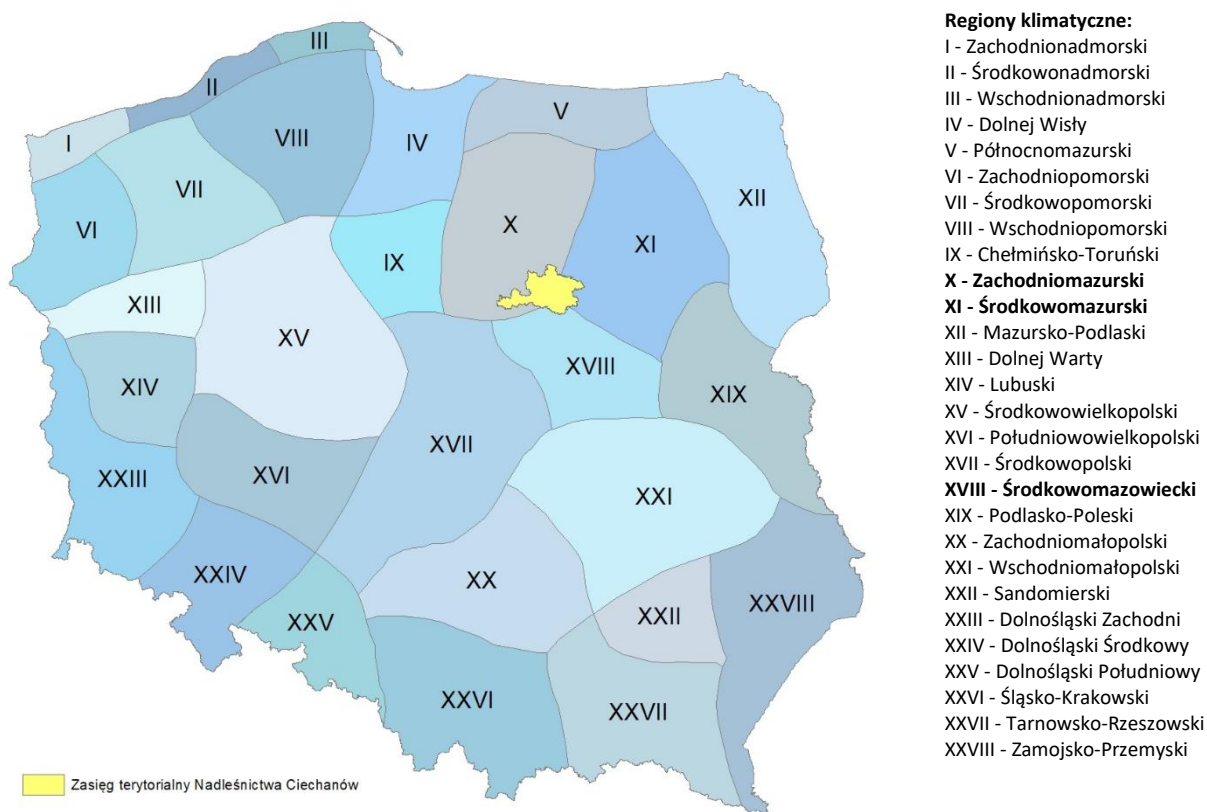 III
II
I
VIII
IV
V
VII
VI
X
XII
XI
IX
XIII
XV
XIV
XVIII
XIX
XVII
XVI
XXIII
XXI
XXIV
XX
XXII
XXV
XXVIII
XXVI
XXVII
Zasięg terytorialny Nadleśnictwa Ciechanów
Regiony klimatyczne:
I - Zachodnionadmorski
II - Środkowonadmorski
III - Wschodnionadmorski
IV - Dolnej Wisły
V - Północnomazurski
VI - Zachodniopomorski
VII - Środkowopomorski
VIII - Wschodniopomorski
IX - Chełmińsko-Toruński
X - Zachodniomazurski
XI - Środkowomazurski
XII - Mazursko-Podlaski
XIII - Dolnej Warty
XIV - Lubuski
XV - Środkowowielkopolski
XVI - Południowowielkopolski
XVII - Środkowopolski
XVIII - Środkowomazowiecki
XIX - Podlasko-Poleski
XX - Zachodniomałopolski
XXI - Wschodniomałopolski
XXII - Sandomierski
XXIII - Dolnośląski Zachodni
XXIV - Dolnośląski Środkowy
XXV - Dolnośląski Południowy
XXVI - Śląsko-Krakowski
XXVII - Tarnowsko-Rzeszowski
XXVIII - Zamojsko-Przemyski